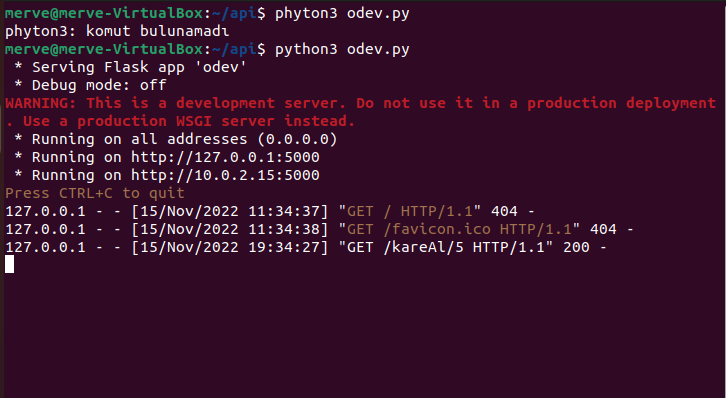 merve@merve-VirtualBox:~/api$ phyton3 odev.py
phyton3: komut bulunamadı
merve@merve-VirtualBox:~/api$ python3 odev.py
 * Serving Flask app 'odev'
 * Debug mode: off
WARNING: This is a development server. Do not use it in a production deployment
. Use a production WSGI server instead.
 * Running on all addresses (0.0.0.0)
 * Running on http://127.0.0.1:5000
 * Running on http://10.0.2.15:5000
Press CTRL+C to quit
127.0.0.1 - - [15/Nov/2022 11:34:37] "GET / HTTP/1.1" 404 -
127.0.0.1 - - [15/Nov/2022 11:34:38] "GET /favicon.ico HTTP/1.1" 404 -
127.0.0.1 - - [15/Nov/2022 19:34:27] "GET /kareAl/5 HTTP/1.1" 200 -